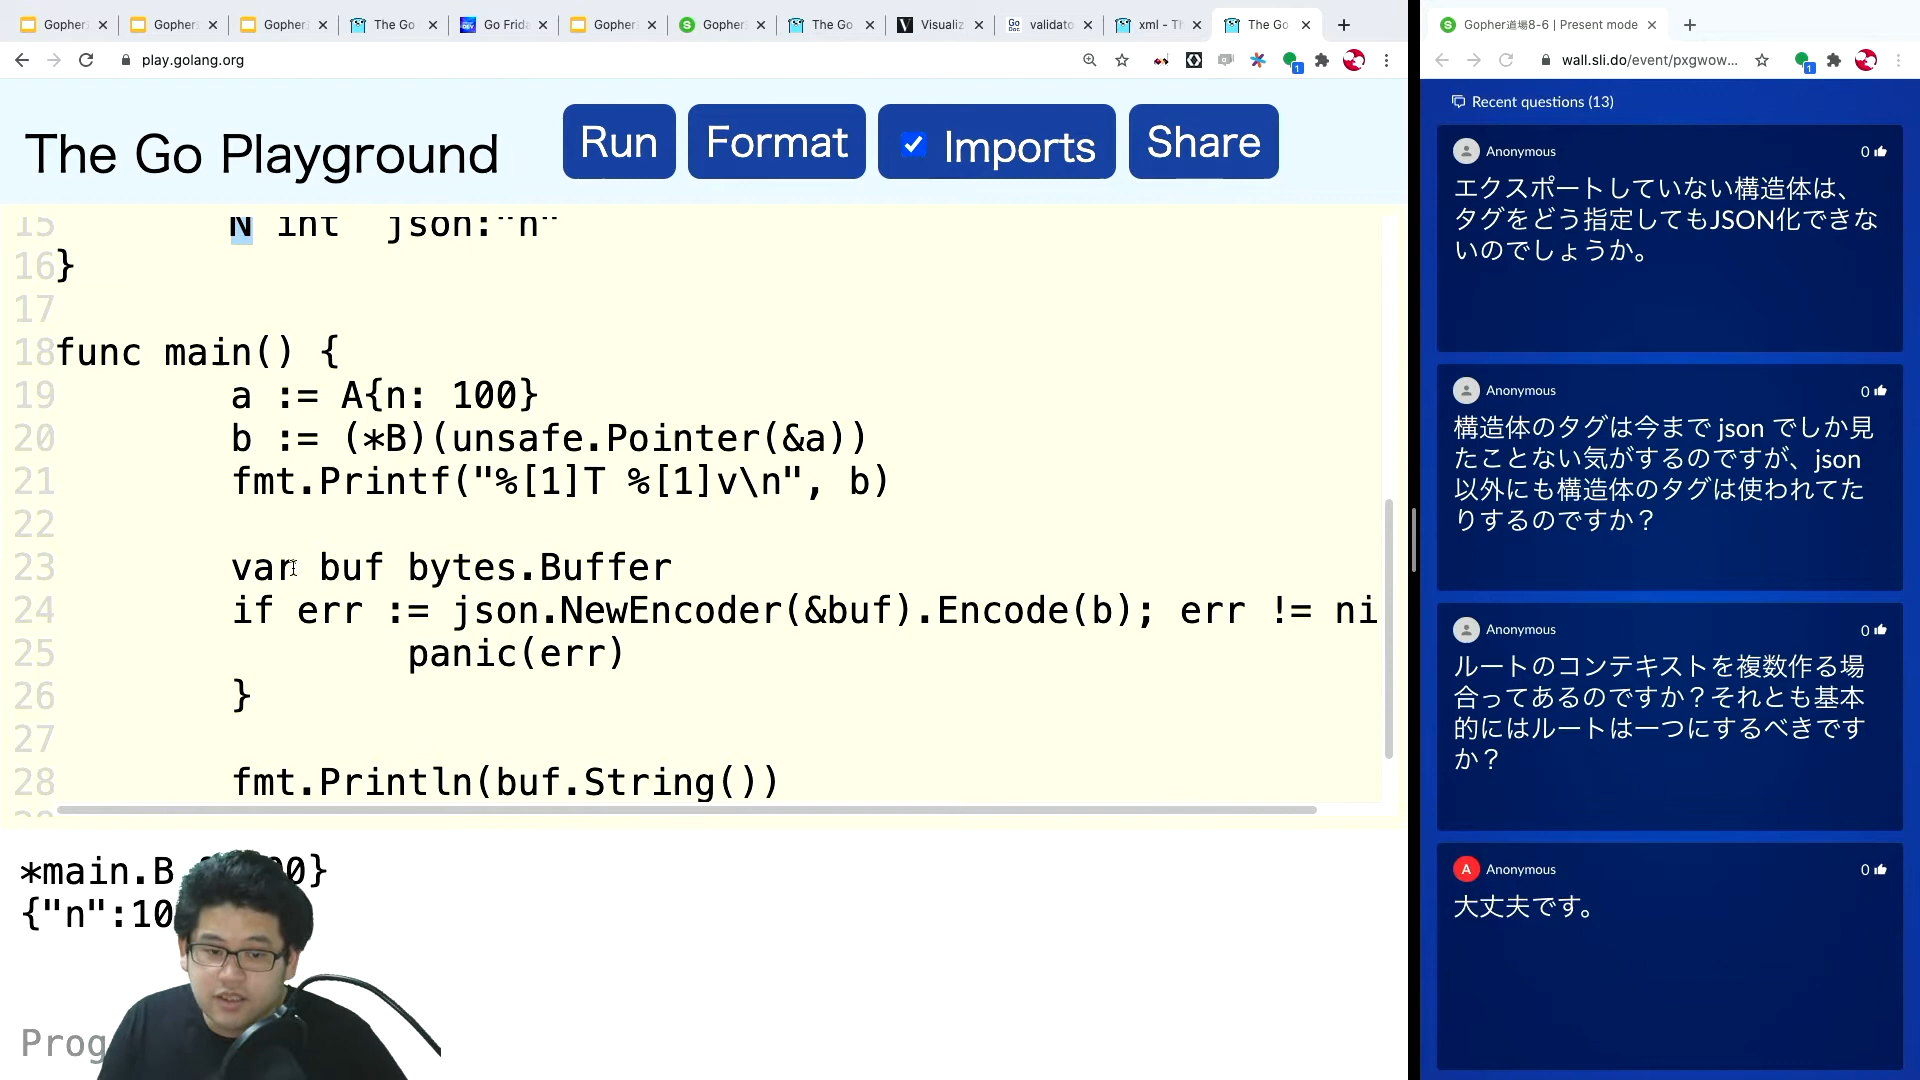 Gopher
Gopher
Gopher
The Go
Go Frid
Gopher
Gopher
The Go
Visualiz
validato
xml - Th
The Go
play.golang.org
The Go Playground
Run
Format
Imports
Share
15 N int json:"n"
16 }
17
18 func main() {
19 a := A{n: 100}
20 b := (*B)(unsafe.Pointer(&a))
21 fmt.Printf("%[1]T %[1]v\n", b)
22
23 var buf bytes.Buffer
24 if err := json.NewEncoder(&buf).Encode(b); err != ni
25 panic(err)
26 }
27
28 fmt.Println(buf.String())
*main.B 00}
{"n":10
Prog
Gopher道場8-6 | Present mode
wall.sli.do/event/pxgwow...
Recent questions (13)
Anonymous 0
エクスポートしていない構造体は、
タグをどう指定してもJSON化できな
いのでしょうか。
Anonymous 0
構造体のタグは今まで json でしか見
たことない気がするのですが、json
以外にも構造体のタグは使われてた
りするのですか？
Anonymous 0
ルートのコンテキストを複数作る場
合ってあるのですか？それとも基本
的にはルートは一つにするべきです
か？
A Anonymous 0
大丈夫です。